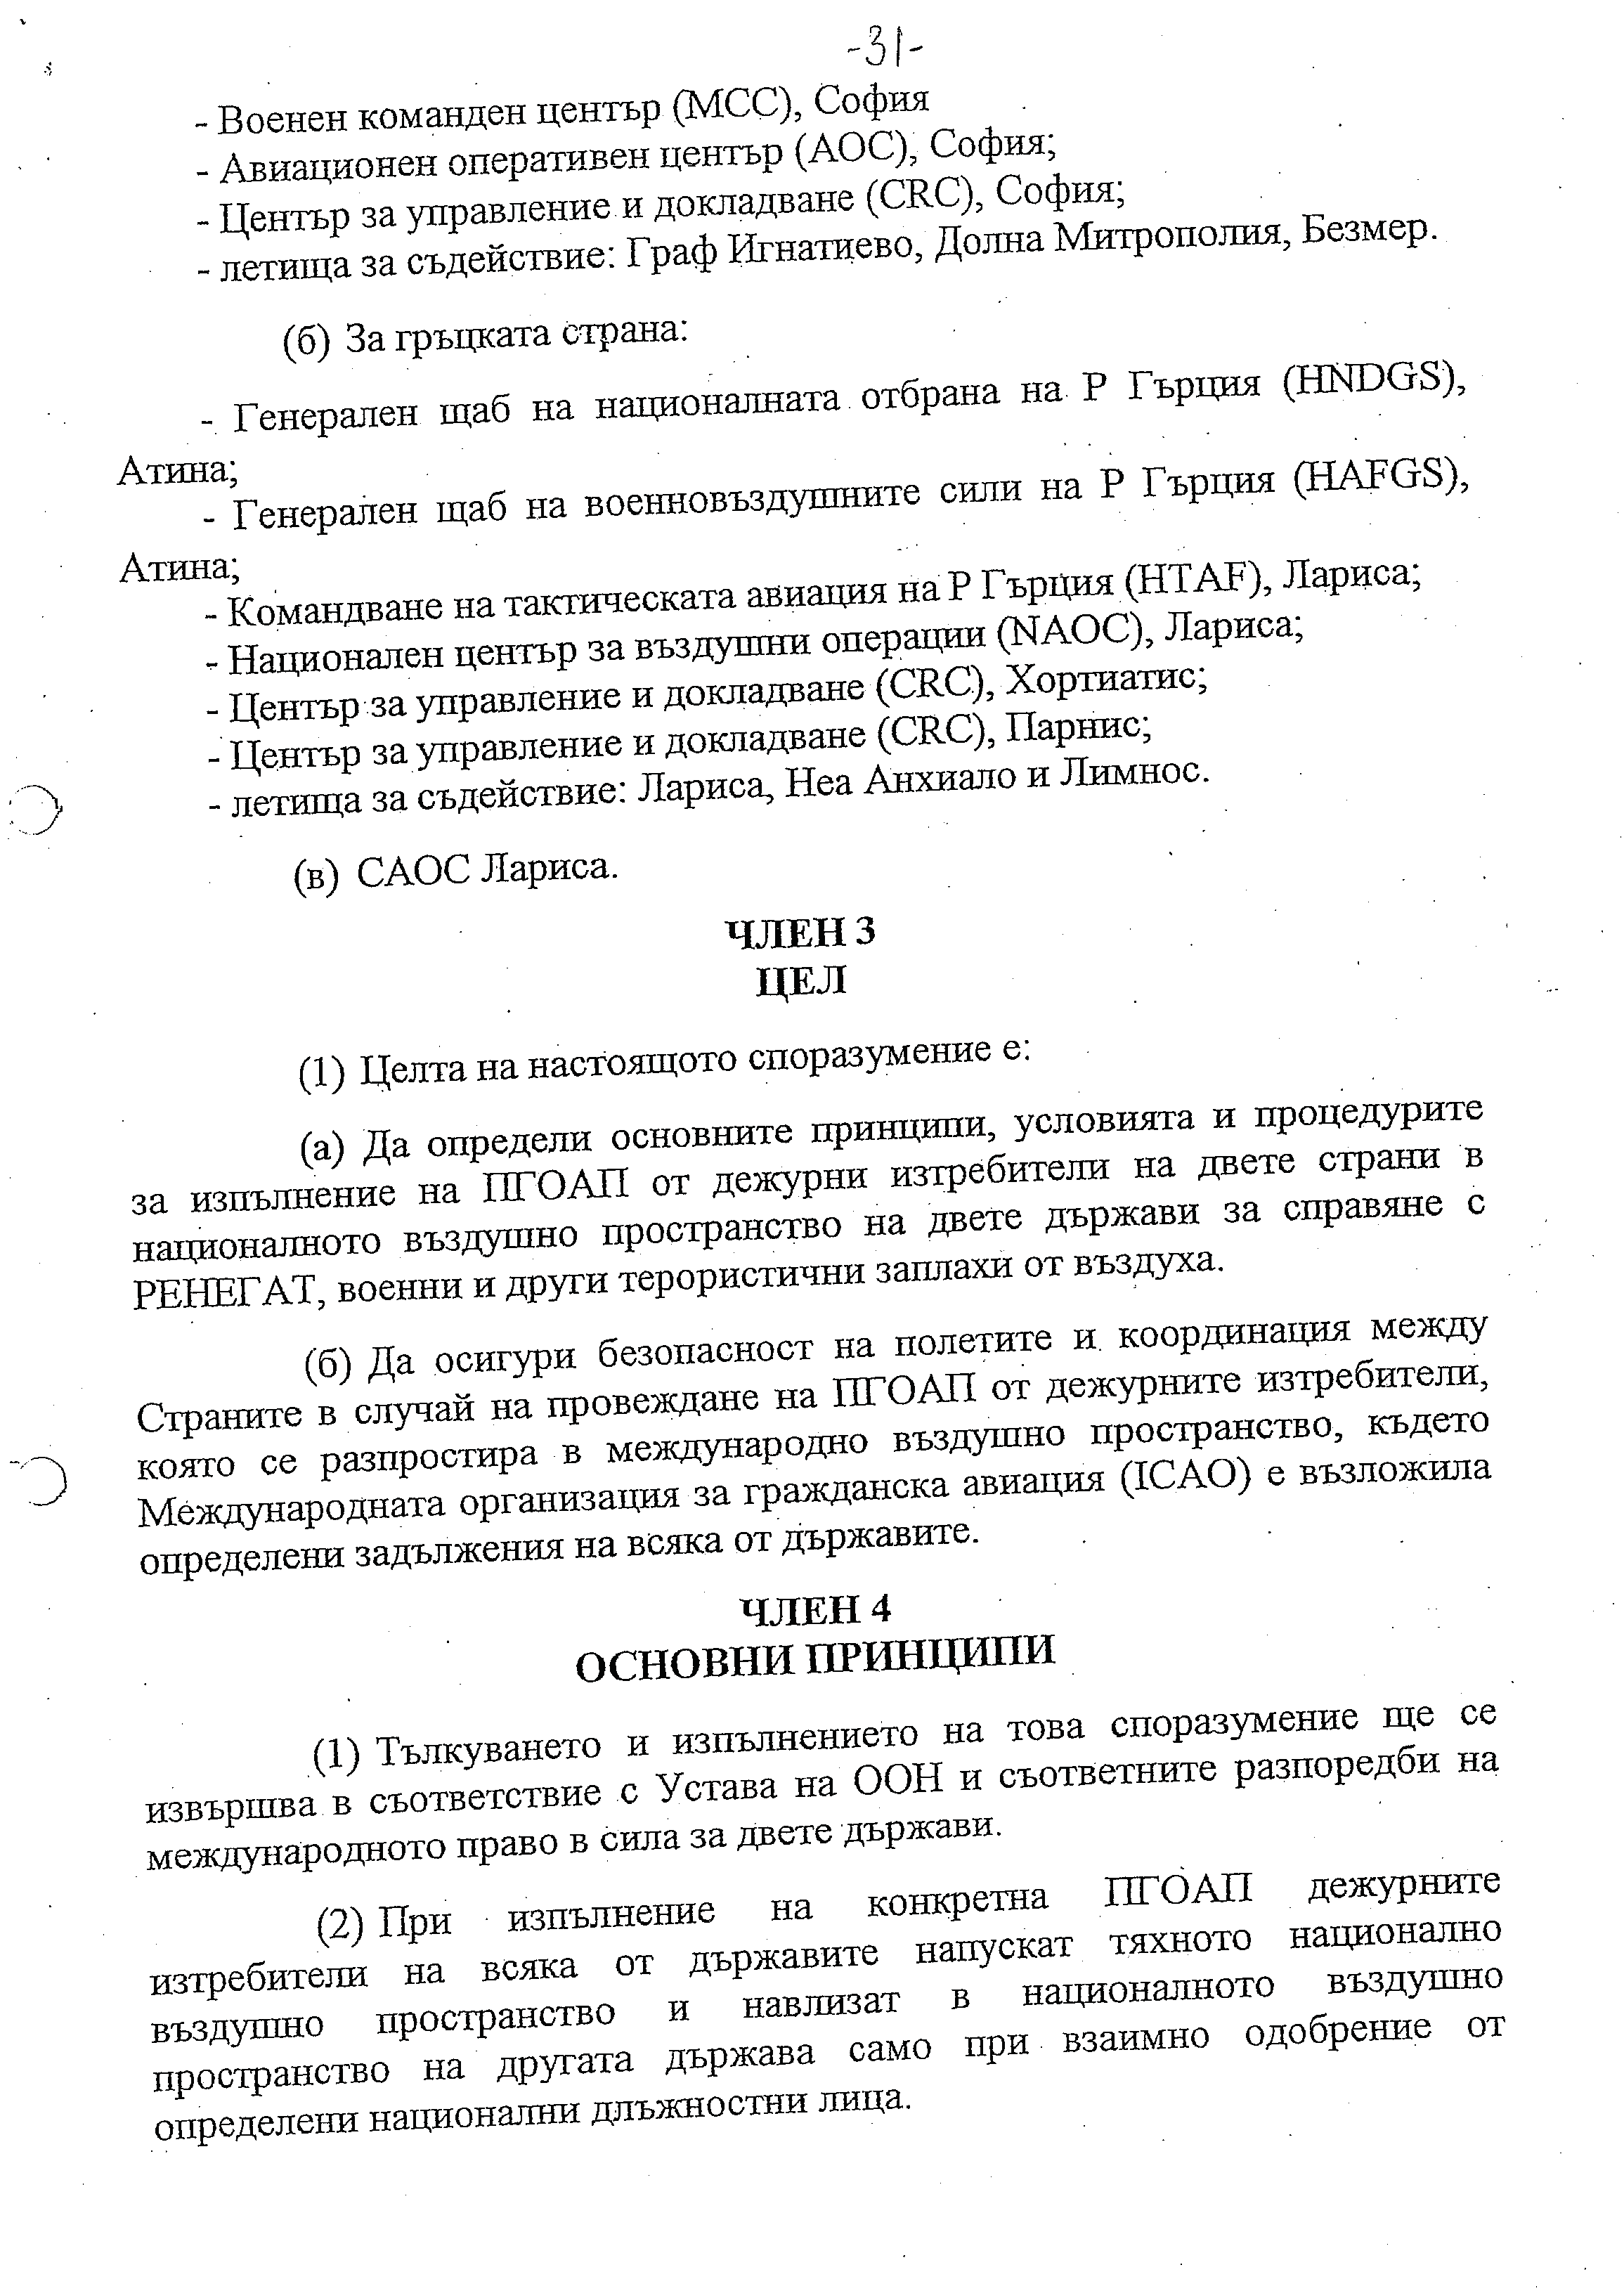 -31-
- Военен команден център (МСС), София
- Авиационен оперативен център (АОС), София;
- Център за управление и докладване (CRC), София;
- летища за съдействие: Граф Игнатиево, Долна Митрополия, Безмер.
(б) За гръцката страна:
- Генерален щаб на националната отбрана на Р Гърция (HNDGS),
Атина;
- Генерален щаб на военновъздушните сили на Р Гърция (HAFGS),
Атина;
- Командване на тактическата авиация на Р Гърция (HTAF), Лариса;
- Национален център за въздушни операции (NAOC), Лариса;
- Център за управление и докладване (CRC), Хортиатис;
- Център за управление и докладване (CRC), Парнис;
- летища за съдействие: Лариса, Неа Анхиало и Лимнос.
(в) САОС Лариса.
ЧЛЕН 3
ЦЕЛ
(1) Целта на настоящото споразумение е:
(а) Да определи основните принципи, условията и процедурите
за изпълнение на ПГОАП от дежурни изтребители на двете страни в
националното въздушно пространство на двете държави за справяне с
РЕНЕГАТ, военни и други терористични заплахи от въздуха.
(б) Да осигури безопасност на полетите и координация между
Страните в случай на провеждане на ПГОАП от дежурните изтребители,
която се разпростира в международно въздушно пространство, където
Международната организация за гражданска авиация (ICAO) е възложила
определени задължения на всяка от държавите.
ЧЛЕН 4
ОСНОВНИ ПРИНЦИПИ
(1) Тълкуването и изпълнението на това споразумение ще се
извършва в съответствие с Устава на ООН и съответните разпоредби на
международното право в сила за двете държави.
(2) При изпълнение на конкретна ПГОАП дежурните
изтребители на всяка от държавите напускат тяхното национално
въздушно пространство и навлизат в националното въздушно
пространство на другата държава само при взаимно одобрение от
определени национални длъжностни лица.